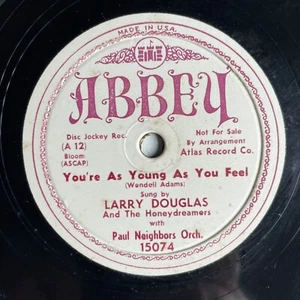 MADE IN U.S.A.
ABBEY
Disc Jockey Rec.
(A 12)
Bloom
(ASCAP)
Not For Sale
By Arrangement
Atlas Record Co.
You're As Young As You Feel
(Wendell Adams)
Sung by
LARRY DOUGLAS
And The Honeydreamers
with
Paul Neighbors Orch.
15074